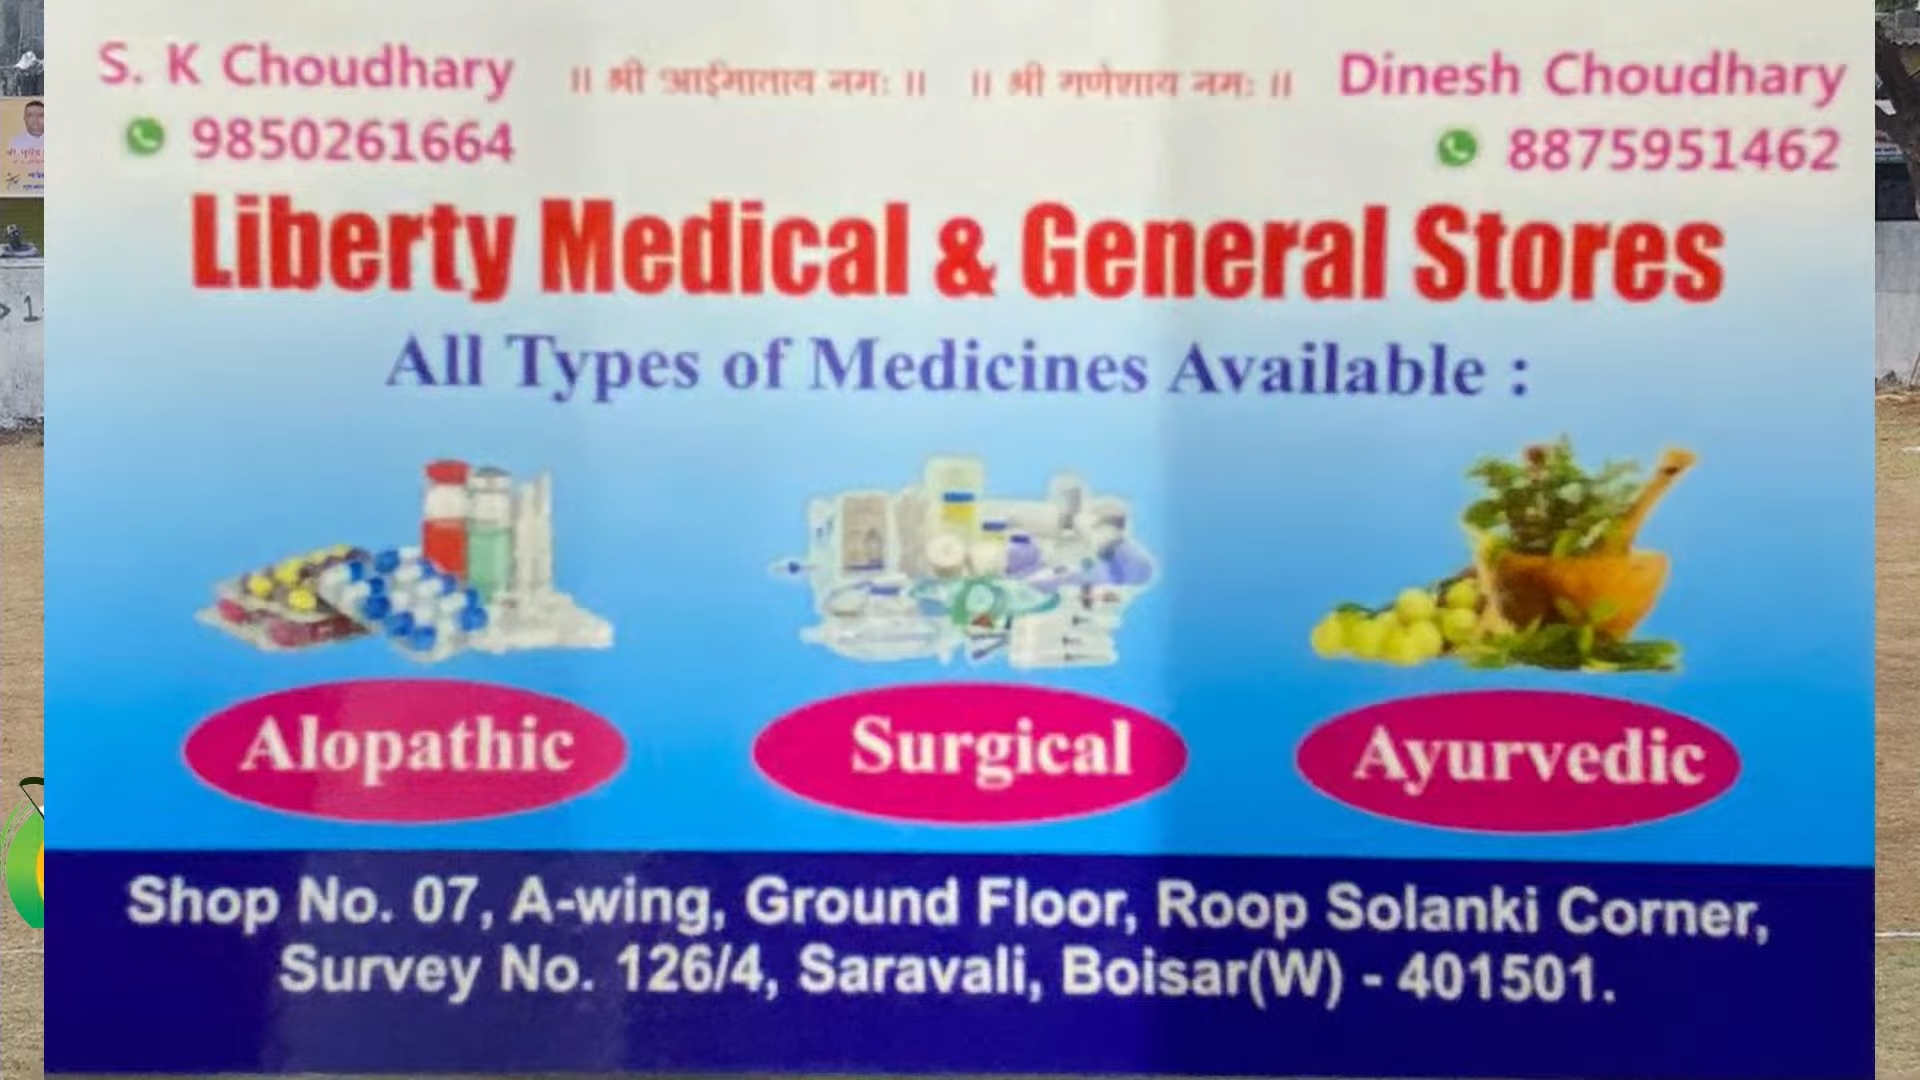 S. K Choudhary
9850261664
॥ श्री आईमाताय नमः ॥ ॥ श्री गणेशाय नमः ॥
Dinesh Choudhary
8875951462
Liberty Medical & General Stores
All Types of Medicines Available :
Alopathic
Surgical
Ayurvedic
Shop No. 07, A-wing, Ground Floor, Roop Solanki Corner,
Survey No. 126/4, Saravali, Boisar(W) - 401501.